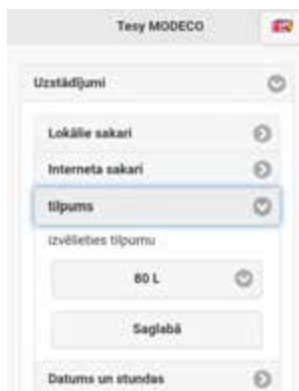 Tesy MODECO
Uzstādījumi
Lokālie sakari
Interneta sakari
tilpums
izvēlieties tilpumu
80 L
Saglabā
Datums un stundas